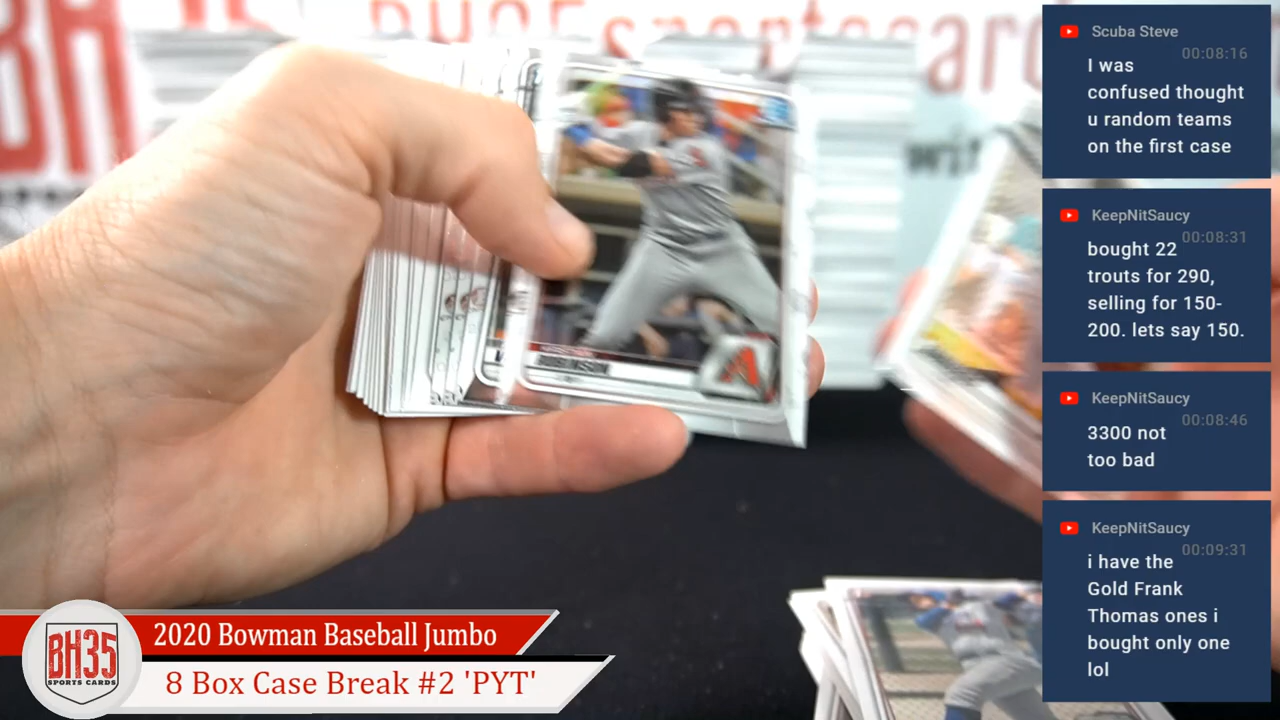 BH35sportscard
wit
Scuba Steve
00:08:16
I was
confused thought
u random teams
on the first case
KeepNitSaucy
00:08:31
bought 22
trouts for 290,
selling for 150-
200. lets say 150.
KeepNitSaucy
00:08:46
3300 not
too bad
KeepNitSaucy
00:09:31
i have the
Gold Frank
Thomas ones i
bought only one
lol
BH35
SPORTS CARDS
2020 Bowman Baseball Jumbo
8 Box Case Break #2 'PYT'